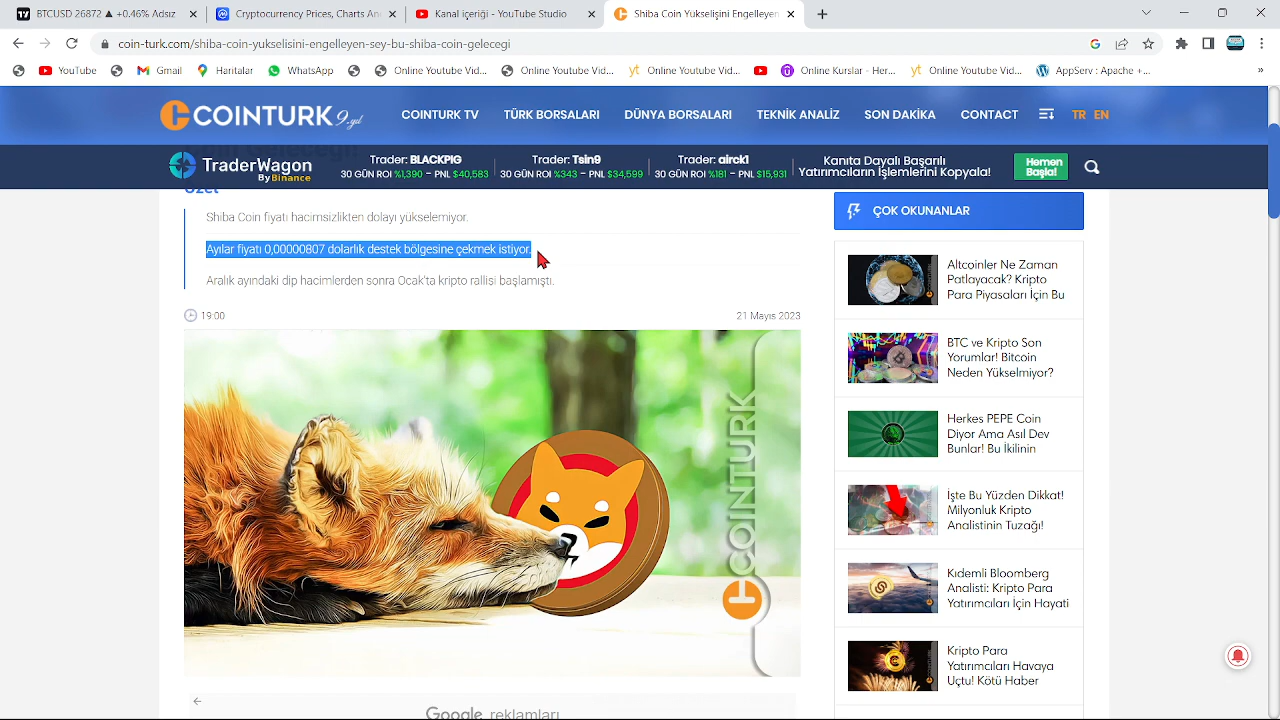 BTCUSD, 26872 ▲ +0.46% Adsız
Cryptocurrency Prices, Charts An
Kanal içeriği - YouTube Studio
Shiba Coin Yükselişini Engelleyen
coin-turk.com/shiba-coin-yukselisini-engelleyen-sey-bu-shiba-coin-gelecegi
YouTube
Gmail
Haritalar
WhatsApp
Online Youtube Vid...
Online Youtube Vid...
Online Youtube Vid...
Online Kurslar - Her...
Online Youtube Vid...
AppServ : Apache +...
»
COINTURK 9.yıl
COINTURK TV
TÜRK BORSALARI
DÜNYA BORSALARI
TEKNİK ANALİZ
SON DAKİKA
CONTACT
TR EN
TraderWagon
By Binance
Trader: BLACKPIG
30 GÜN ROI %1,390 - PNL $40,583
Trader: Tsin9
30 GÜN ROI %343 - PNL $34,599
Trader: airck1
30 GÜN ROI %181 - PNL $15,931
Kanıta Dayalı Başarılı
Yatırımcıların İşlemlerini Kopyala!
Hemen
Başla!
Özet
Shiba Coin fiyatı hacimsizlikten dolayı yükselemiyor.
Ayılar fiyatı 0,00000807 dolarlık destek bölgesine çekmek istiyor.
Aralık ayındaki dip hacimlerden sonra Ocak'ta kripto rallisi başlamıştı.
19:00
21 Mayıs 2023
COINTURK
Google reklamları
ÇOK OKUNANLAR
Altcoinler Ne Zaman
Patlayacak? Kripto
Para Piyasaları İçin Bu
BTC ve Kripto Son
Yorumlar! Bitcoin
Neden Yükselmiyor?
Herkes PEPE Coin
Diyor Ama Asıl Dev
Bunlar! Bu İkilinin
İşte Bu Yüzden Dikkat!
Milyonluk Kripto
Analistinin Tuzağı!
Kıdemli Bloomberg
Analisti: Kripto Para
Yatırımcıları İçin Hayati
Kripto Para
Yatırımcıları Havaya
Uçtu! Kötü Haber